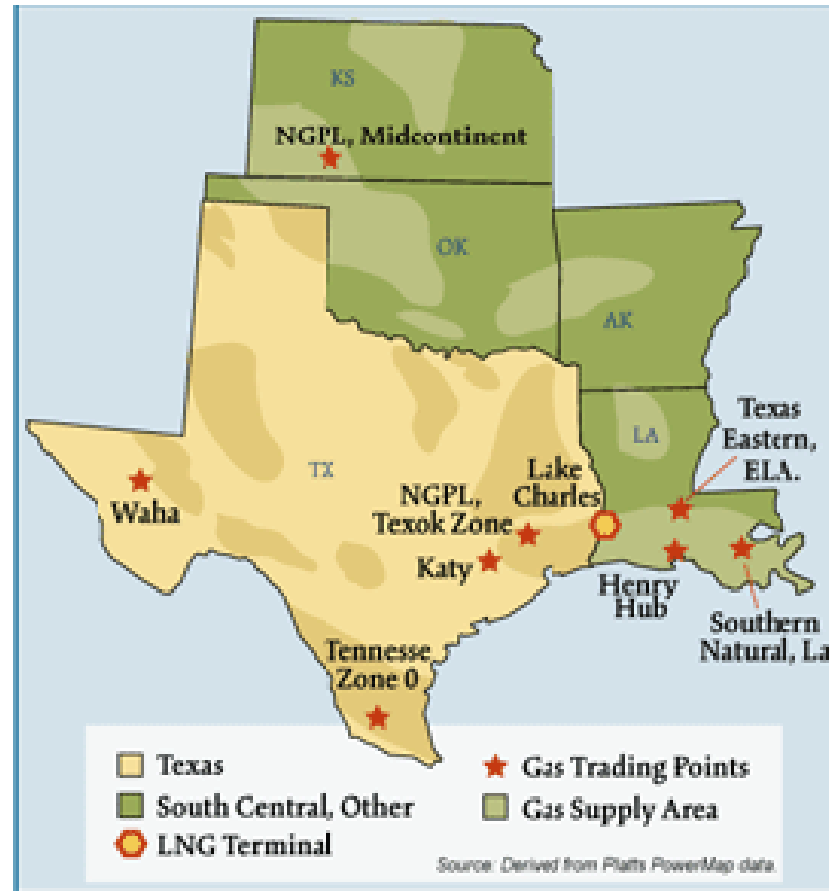 KS
NGPL, Midcontinent
OK
AK
LA
Texas
Eastern,
ELA.
TX
Lake
Charles
NGPL,
Texok Zone
Waha
Katy
Henry
Hub
Southern
Natural, La
Tennesse
Zone 0
Texas
Gas Trading Points
South Central, Other
Gas Supply Area
LNG Terminal
Source: Derived from Platts PowerMap data.